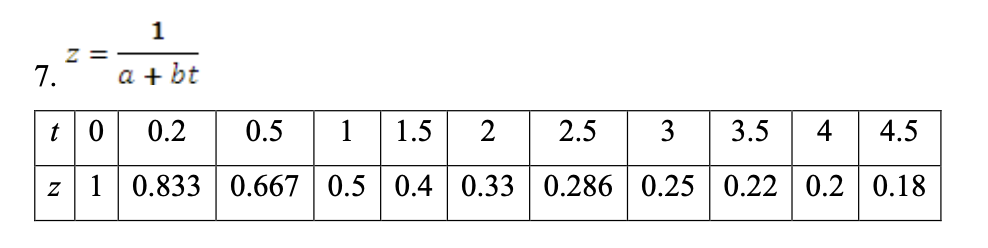 7. z = 1 / (a + bt)
t 0 0.2 0.5 1 1.5 2 2.5 3 3.5 4 4.5
z 1 0.833 0.667 0.5 0.4 0.33 0.286 0.25 0.22 0.2 0.18